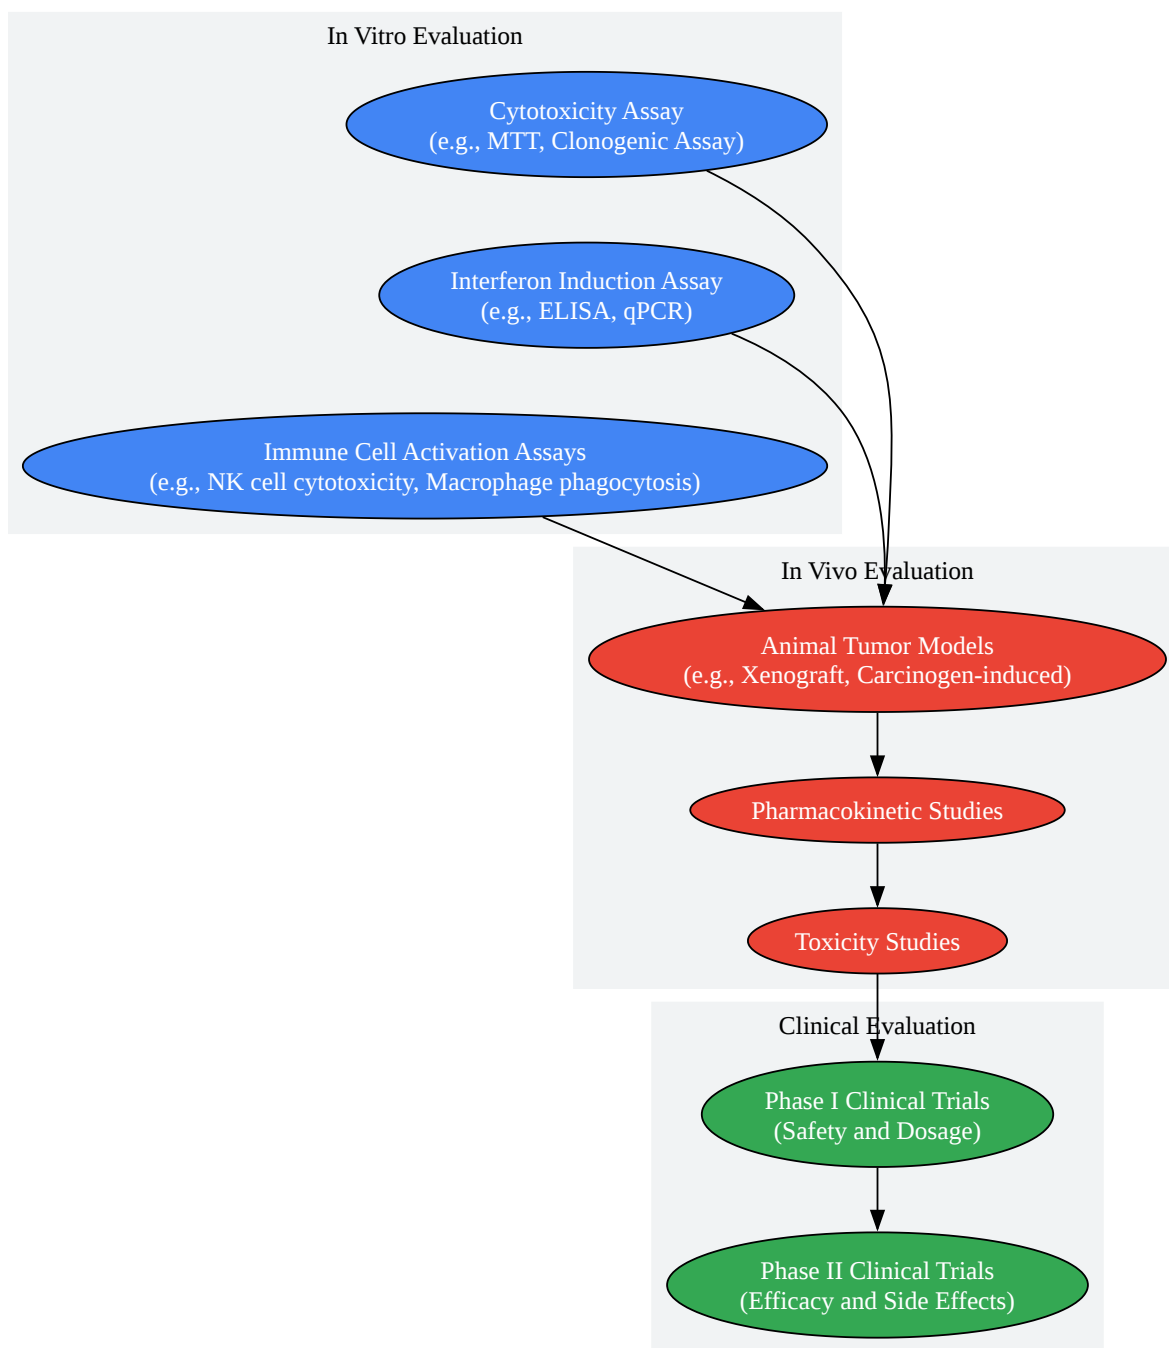 In Vitro Evaluation
Cytotoxicity Assay
(e.g., MTT, Clonogenic Assay)
Interferon Induction Assay
(e.g., ELISA, qPCR)
Immune Cell Activation Assays
(e.g., NK cell cytotoxicity, Macrophage phagocytosis)
In Vivo Evaluation
Animal Tumor Models
(e.g., Xenograft, Carcinogen-induced)
Pharmacokinetic Studies
Toxicity Studies
Clinical Evaluation
Phase I Clinical Trials
(Safety and Dosage)
Phase II Clinical Trials
(Efficacy and Side Effects)